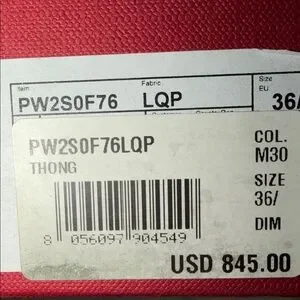 Item Fabric Size
EU
PW2S0F76 LQP 36/
PW2S0F76LQP COL.
THONG M30
SIZE
36/
DIM
8 056097 904549
USD 845.00